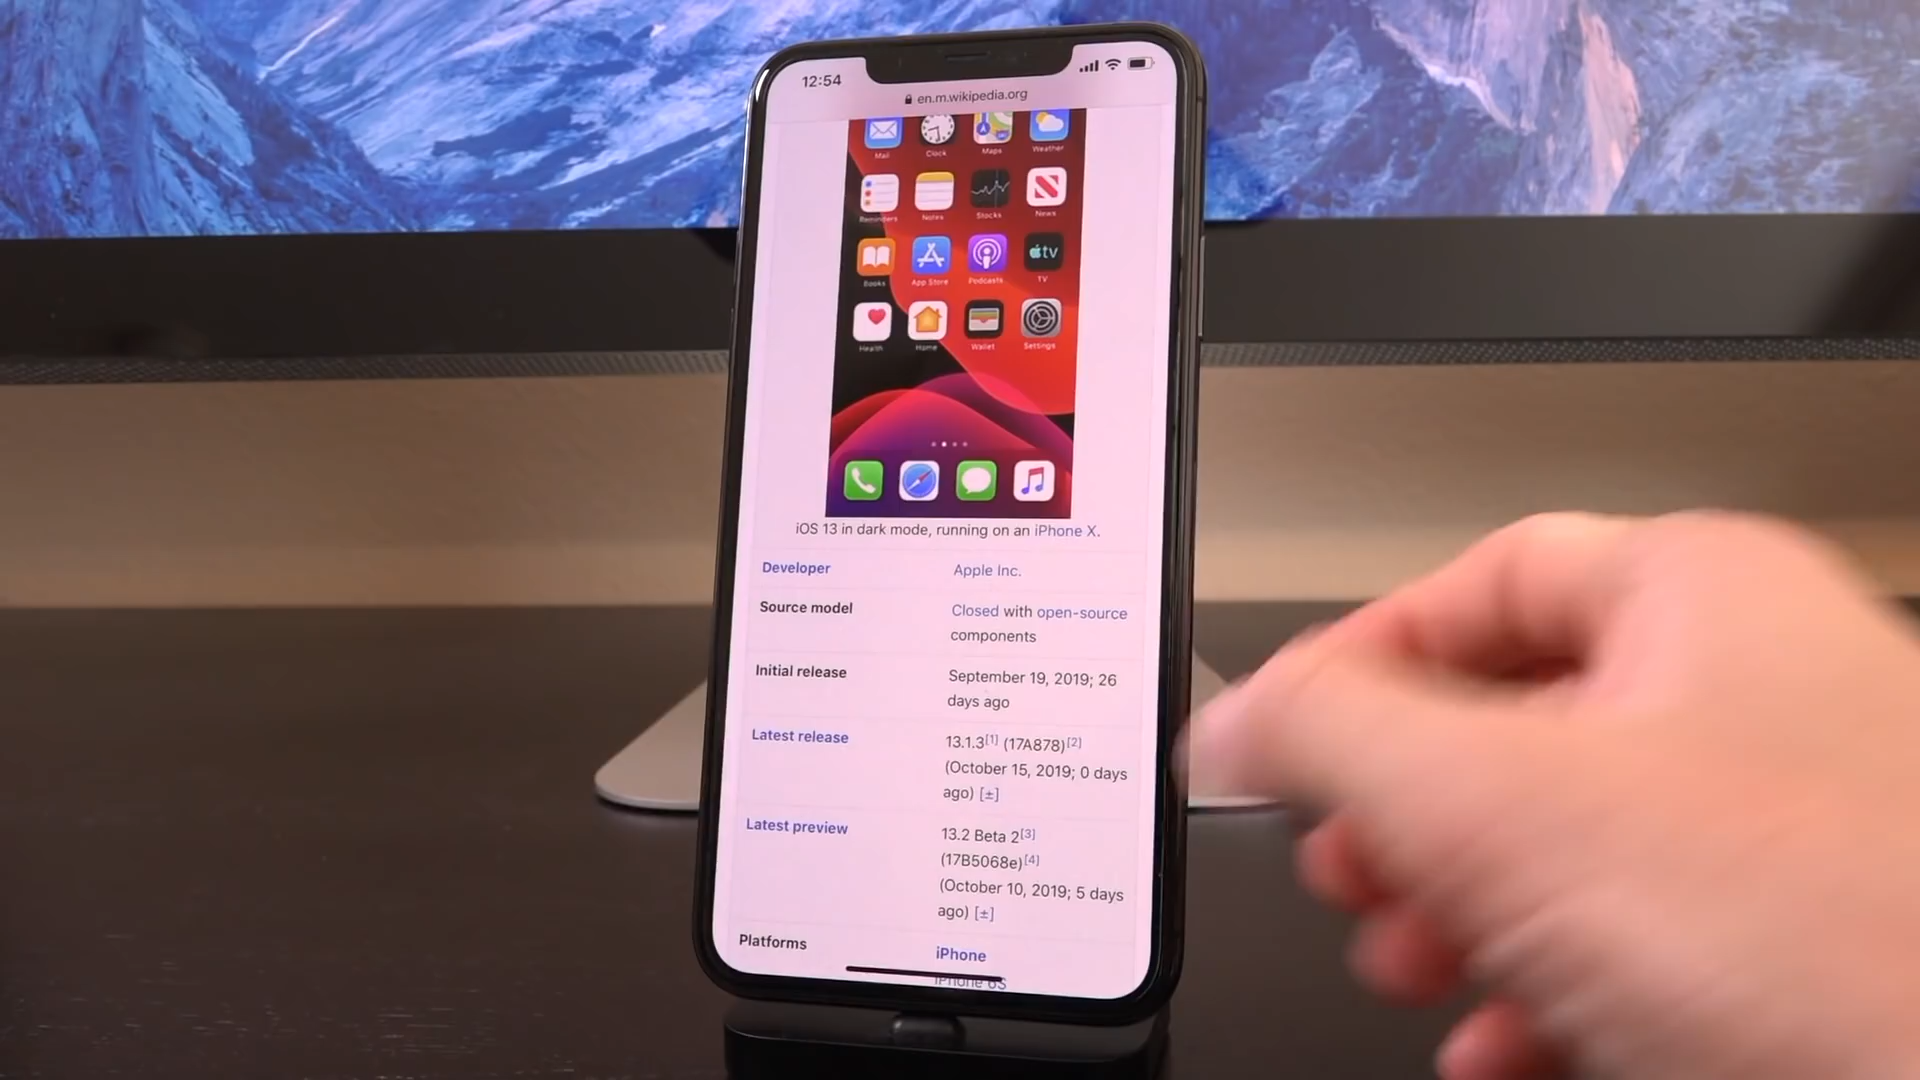 12:54
en.m.wikipedia.org
Mail Clock Maps Weather
Reminders Notes Stocks News
tv
Books App Store Podcasts TV
Health Home Wallet Settings
iOS 13 in dark mode, running on an iPhone X.
Developer Apple Inc.
Source model Closed with open-source
components
Initial release September 19, 2019; 26
days ago
Latest release 13.1.3[1] (17A878)[2]
(October 15, 2019; 0 days
ago) [±]
Latest preview 13.2 Beta 2[3]
(17B5068e)[4]
(October 10, 2019; 5 days
ago) [±]
Platforms iPhone
iPhone 6S